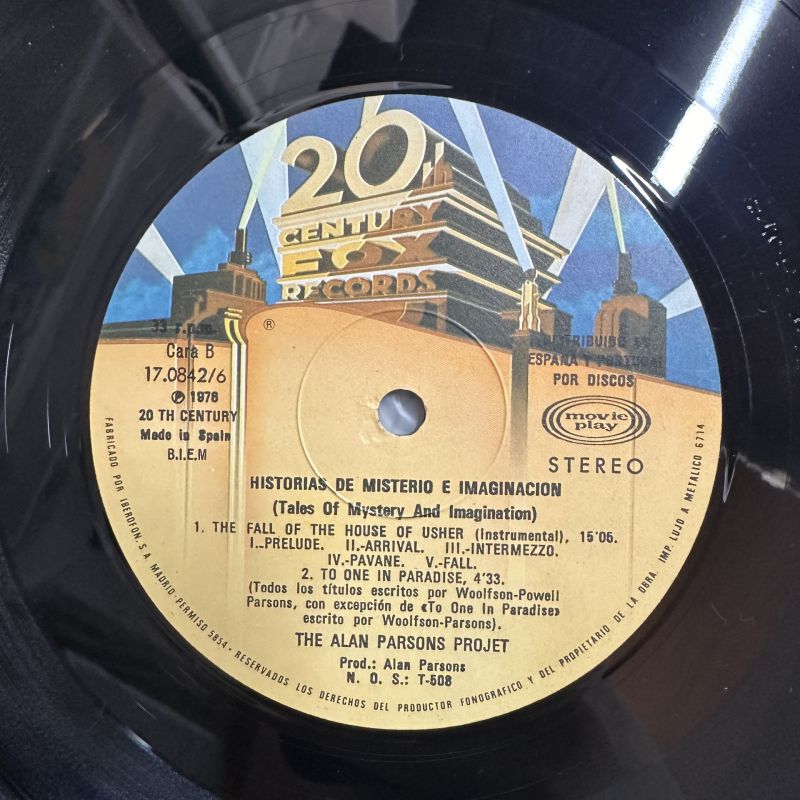 20th
CENTURY
FOX
RECORDS
®
33 r.p.m.
Cara B
17.0842/6
℗ 1976
20 TH CENTURY
Made in Spain
B.I.E.M
DISTRIBUIDO EN
ESPAÑA Y PORTUGAL
POR DISCOS
movie
play
STEREO
HISTORIAS DE MISTERIO E IMAGINACION
(Tales Of Mystery And Imagination)
1. THE FALL OF THE HOUSE OF USHER (Instrumental), 15'05.
I.-PRELUDE. II.-ARRIVAL. III.-INTERMEZZO.
IV.-PAVANE. V.-FALL.
2. TO ONE IN PARADISE, 4'33.
(Todos los títulos escritos por Woolfson-Powell
Parsons, con excepción de «To One In Paradise»
escrito por Woolfson-Parsons).
THE ALAN PARSONS PROJET
Prod.: Alan Parsons
N. O. S.: T-508
FABRICADO POR IBEROFON, S.A MADRID-PERMISO 5854.- RESERVADOS LOS DERECHOS DEL PRODUCTOR FONOGRAFICO Y DEL PROPIETARIO DE LA OBRA. IMP. LUJO A METALICO 6714